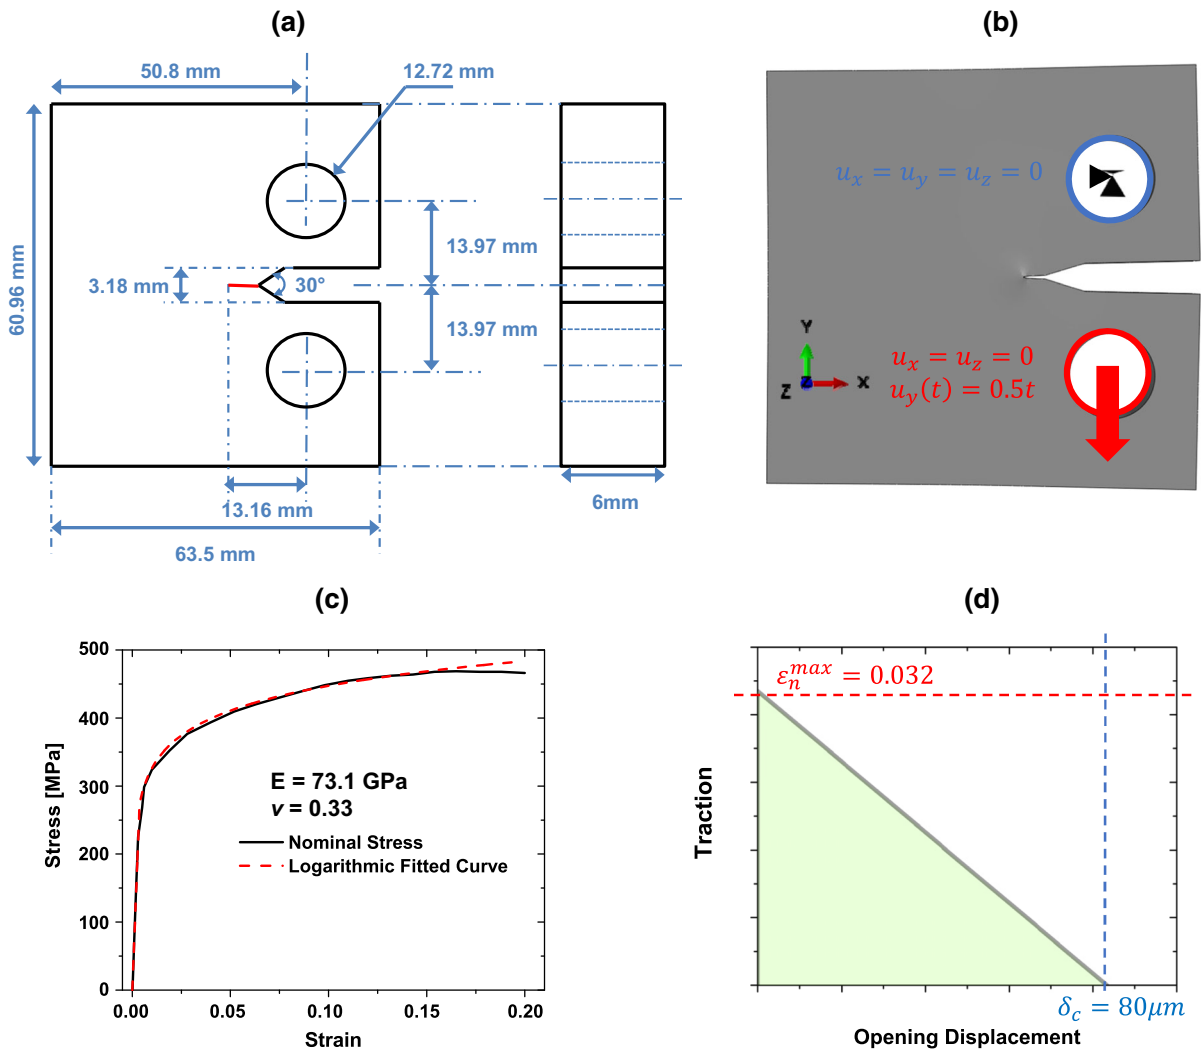 (a)
(b)
50.8 mm
12.72 mm
60.96 mm
3.18 mm
30°
13.97 mm
13.97 mm
13.16 mm
63.5 mm
6mm
u_x = u_y = u_z = 0
Y
Z
Z
X
u_x = u_z = 0
u_y(t) = 0.5t
(c)
(d)
500
400
300
200
100
0
Stress [MPa]
E = 73.1 GPa
v = 0.33
Nominal Stress
Logarithmic Fitted Curve
0.00
0.05
0.10
0.15
0.20
Strain
ε_n^max = 0.032
Traction
δ_c = 80μm
Opening Displacement